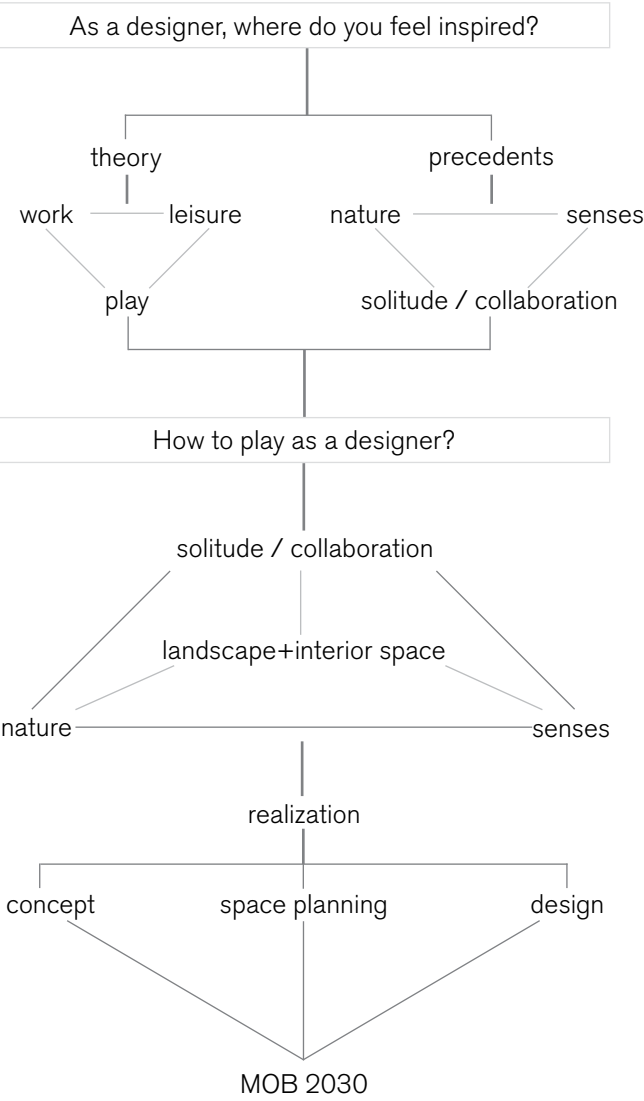 As a designer, where do you feel inspired?
theory
precedents
work
leisure
nature
senses
play
solitude / collaboration
How to play as a designer?
solitude / collaboration
landscape+interior space
nature
senses
realization
concept
space planning
design
MOB 2030